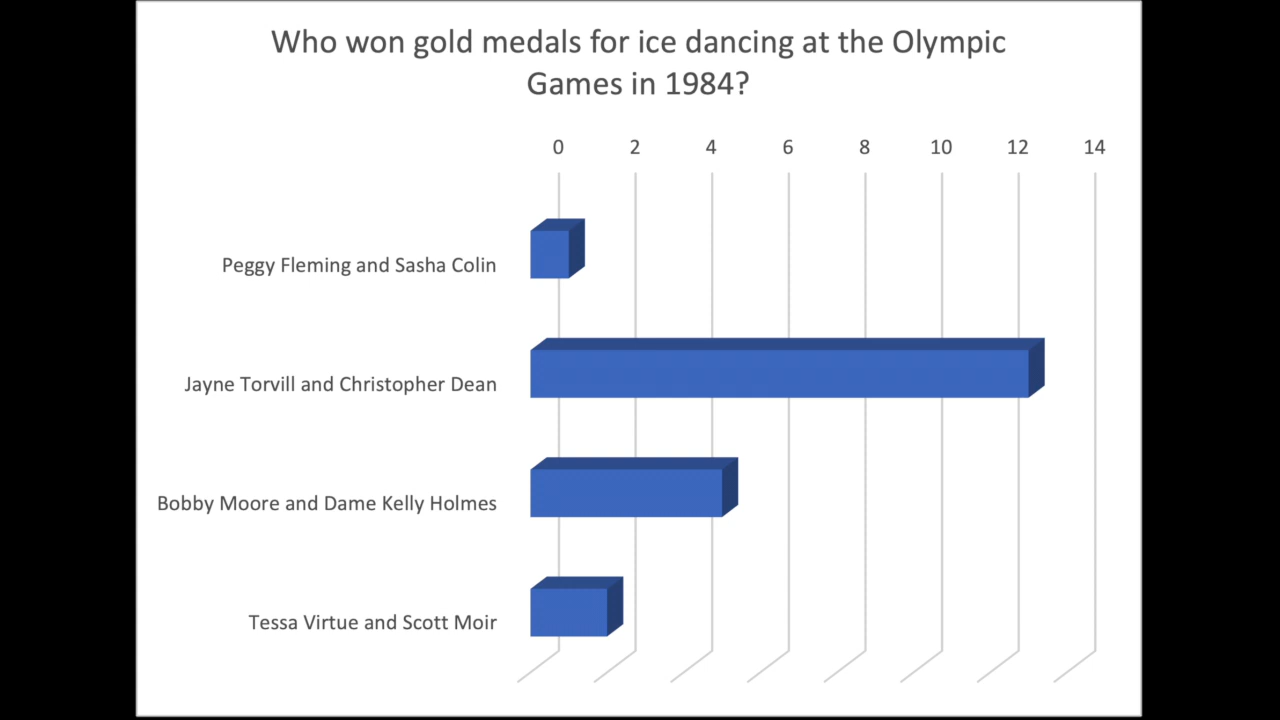 Who won gold medals for ice dancing at the Olympic
Games in 1984?
0 2 4 6 8 10 12 14
Peggy Fleming and Sasha Colin
Jayne Torvill and Christopher Dean
Bobby Moore and Dame Kelly Holmes
Tessa Virtue and Scott Moir